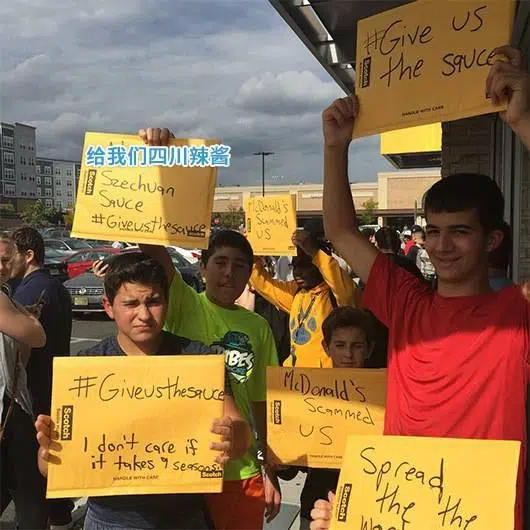 #Give us
the sauce
Scotch
HANDLE WITH CARE
给我们四川辣酱
Szechuan
Sauce
#Giveusthesauce
Scotch
McDonald's
Scammed
US
#Giveusthesauce
I don't care if
it takes 9 seasons
Scotch
HANDLE WITH CARE
Scotch
McDonald's
Scammed
US
Scotch
Spread
the
the
Scotch